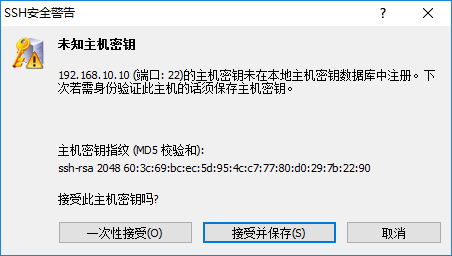 SSH安全警告
未知主机密钥
192.168.10.10 (端口: 22)的主机密钥未在本地主机密钥数据库中注册。下
次若需身份验证此主机的话须保存主机密钥。
主机密钥指纹 (MD5 校验和):
ssh-rsa 2048 60:3c:69:bc:ec:5d:95:4c:c7:77:80:d0:29:7b:22:90
接受此主机密钥吗?
一次性接受(O) 接受并保存(S) 取消